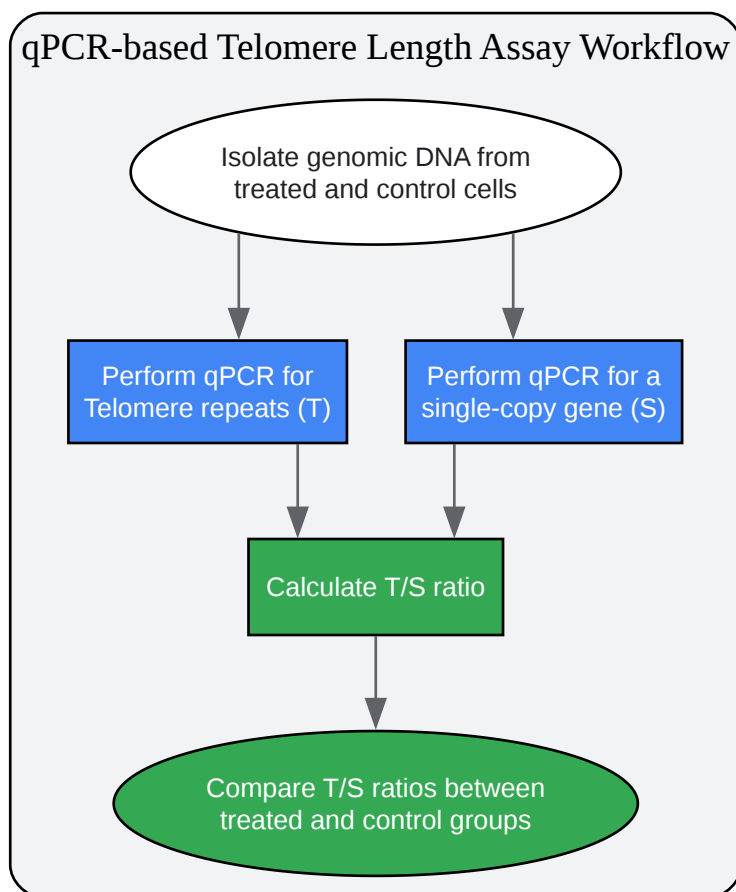 qPCR-based Telomere Length Assay Workflow
Isolate genomic DNA from
treated and control cells
Perform qPCR for
Telomere repeats (T)
Perform qPCR for a
single-copy gene (S)
Calculate T/S ratio
Compare T/S ratios between
treated and control groups